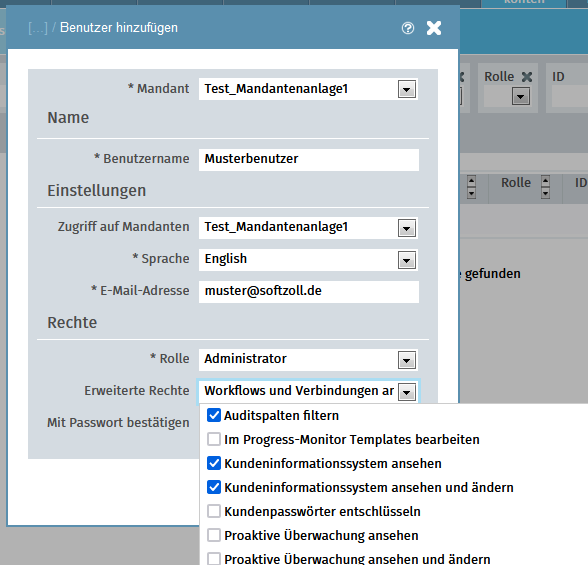 konten
[...] / Benutzer hinzufügen
Rolle
ID
* Mandant Test_Mandantenanlage1
Name
* Benutzername Musterbenutzer
Einstellungen
Rolle
ID
Zugriff auf Mandanten Test_Mandantenanlage1
* Sprache English
gefunden
* E-Mail-Adresse muster@softzoll.de
Rechte
* Rolle Administrator
Erweiterte Rechte Workflows und Verbindungen ar
Mit Passwort bestätigen
Auditspalten filtern
Im Progress-Monitor Templates bearbeiten
Kundeninformationssystem ansehen
Kundeninformationssystem ansehen und ändern
Kundenpasswörter entschlüsseln
Proaktive Überwachung ansehen
Proaktive Überwachung ansehen und ändern